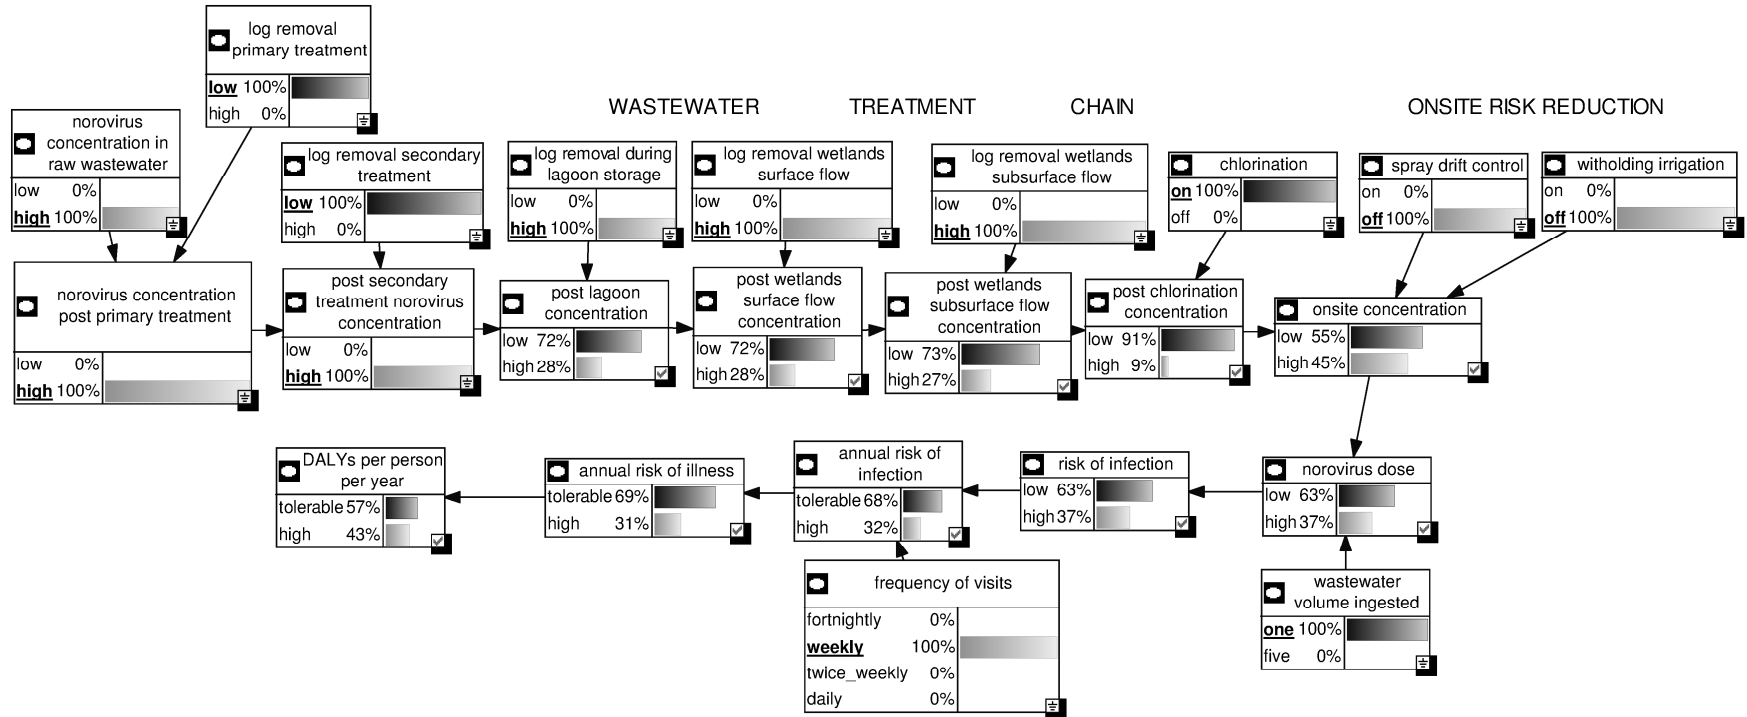 log removal
primary treatment
low 100%
high 0%
WASTEWATER TREATMENT CHAIN
ONSITE RISK REDUCTION
norovirus
concentration in
raw wastewater
low 0%
high 100%
log removal secondary
treatment
low 100%
high 0%
log removal during
lagoon storage
low 0%
high 100%
log removal wetlands
surface flow
low 0%
high 100%
log removal wetlands
subsurface flow
low 0%
high 100%
chlorination
on 100%
off 0%
spray drift control
on 0%
off 100%
witholding irrigation
on 0%
off 100%
norovirus concentration
post primary treatment
low 0%
high 100%
post secondary
treatment norovirus
concentration
low 0%
high 100%
post lagoon
concentration
low 72%
high 28%
post wetlands
surface flow
concentration
low 72%
high 28%
post wetlands
subsurface flow
concentration
low 73%
high 27%
post chlorination
concentration
low 91%
high 9%
onsite concentration
low 55%
high 45%
DALYs per person
per year
tolerable 57%
high 43%
annual risk of illness
tolerable 69%
high 31%
annual risk of
infection
tolerable 68%
high 32%
risk of infection
low 63%
high 37%
norovirus dose
low 63%
high 37%
frequency of visits
fortnightly 0%
weekly 100%
twice_weekly 0%
daily 0%
wastewater
volume ingested
one 100%
five 0%